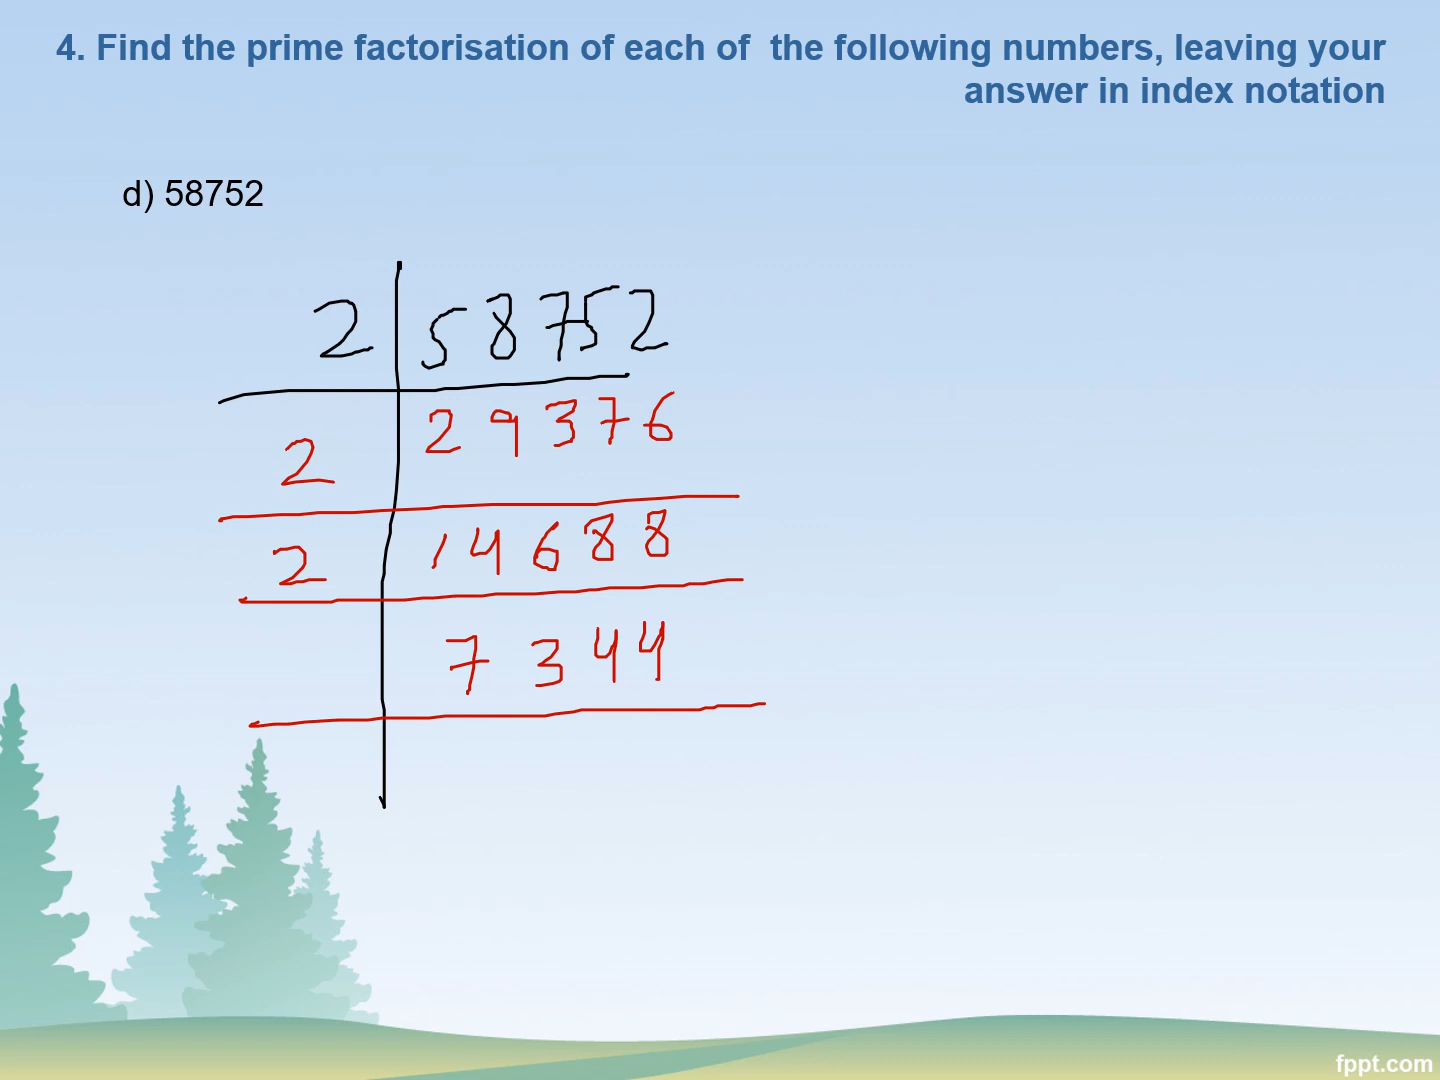 4. Find the prime factorisation of each of the following numbers, leaving your
answer in index notation
d) 58752
2 58752
2 29376
2 14688
7344
fppt.com